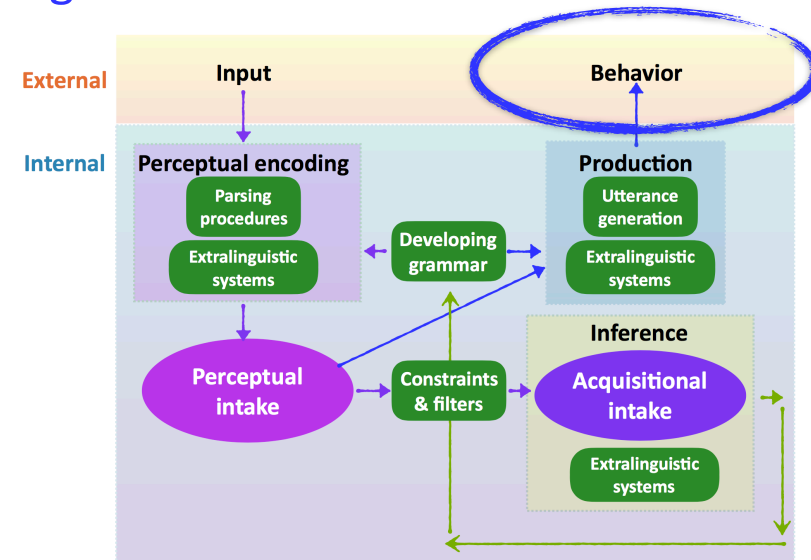 External
Input
Behavior
Internal
Perceptual encoding
Parsing
procedures
Extralinguistic
systems
Developing
grammar
Production
Utterance
generation
Extralinguistic
systems
Perceptual
intake
Constraints
& filters
Inference
Acquisitional
intake
Extralinguistic
systems